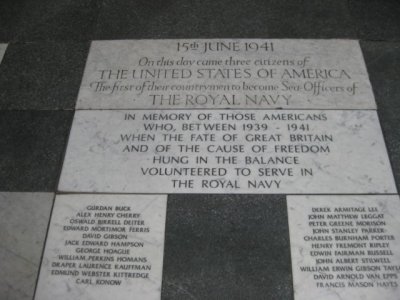 15th JUNE 1941
On this day came three citizens of
THE UNITED STATES OF AMERICA
The first of their countrymen to become Sea-Officers of
THE ROYAL NAVY
IN MEMORY OF THOSE AMERICANS
WHO, BETWEEN 1939 - 1941
WHEN THE FATE OF GREAT BRITAIN
AND OF THE CAUSE OF FREEDOM
HUNG IN THE BALANCE
VOLUNTEERED TO SERVE IN
THE ROYAL NAVY
GURDAN BUCK
ALEX HENRY CHERRY
OSWALD BIRRELL DEITER
EDWARD MORTIMOR FERRIS
DAVID GIBSON
JACK EDWARD HAMPSON
GEORGE HOAGUE
WILLIAM PERKINS HOMANS
DRAPER LAURENCE KAUFFMAN
EDMUND WEBSTER KITTREDGE
CARL KONOW
DEREK ARMITAGE LEE
JOHN MATTHEW LEGGAT
PETER GREENE MORISON
JOHN STANLEY PARKER
CHARLES BURNHAM PORTER
HENRY FREMONT RIPLEY
EDWIN FAIRMAN RUSSELL
JOHN ALBERT STILWELL
WILLIAM ERWIN GIBSON TAYL
DAVID ARNOLD VAN EPPS
FRANCIS MASON HAYES